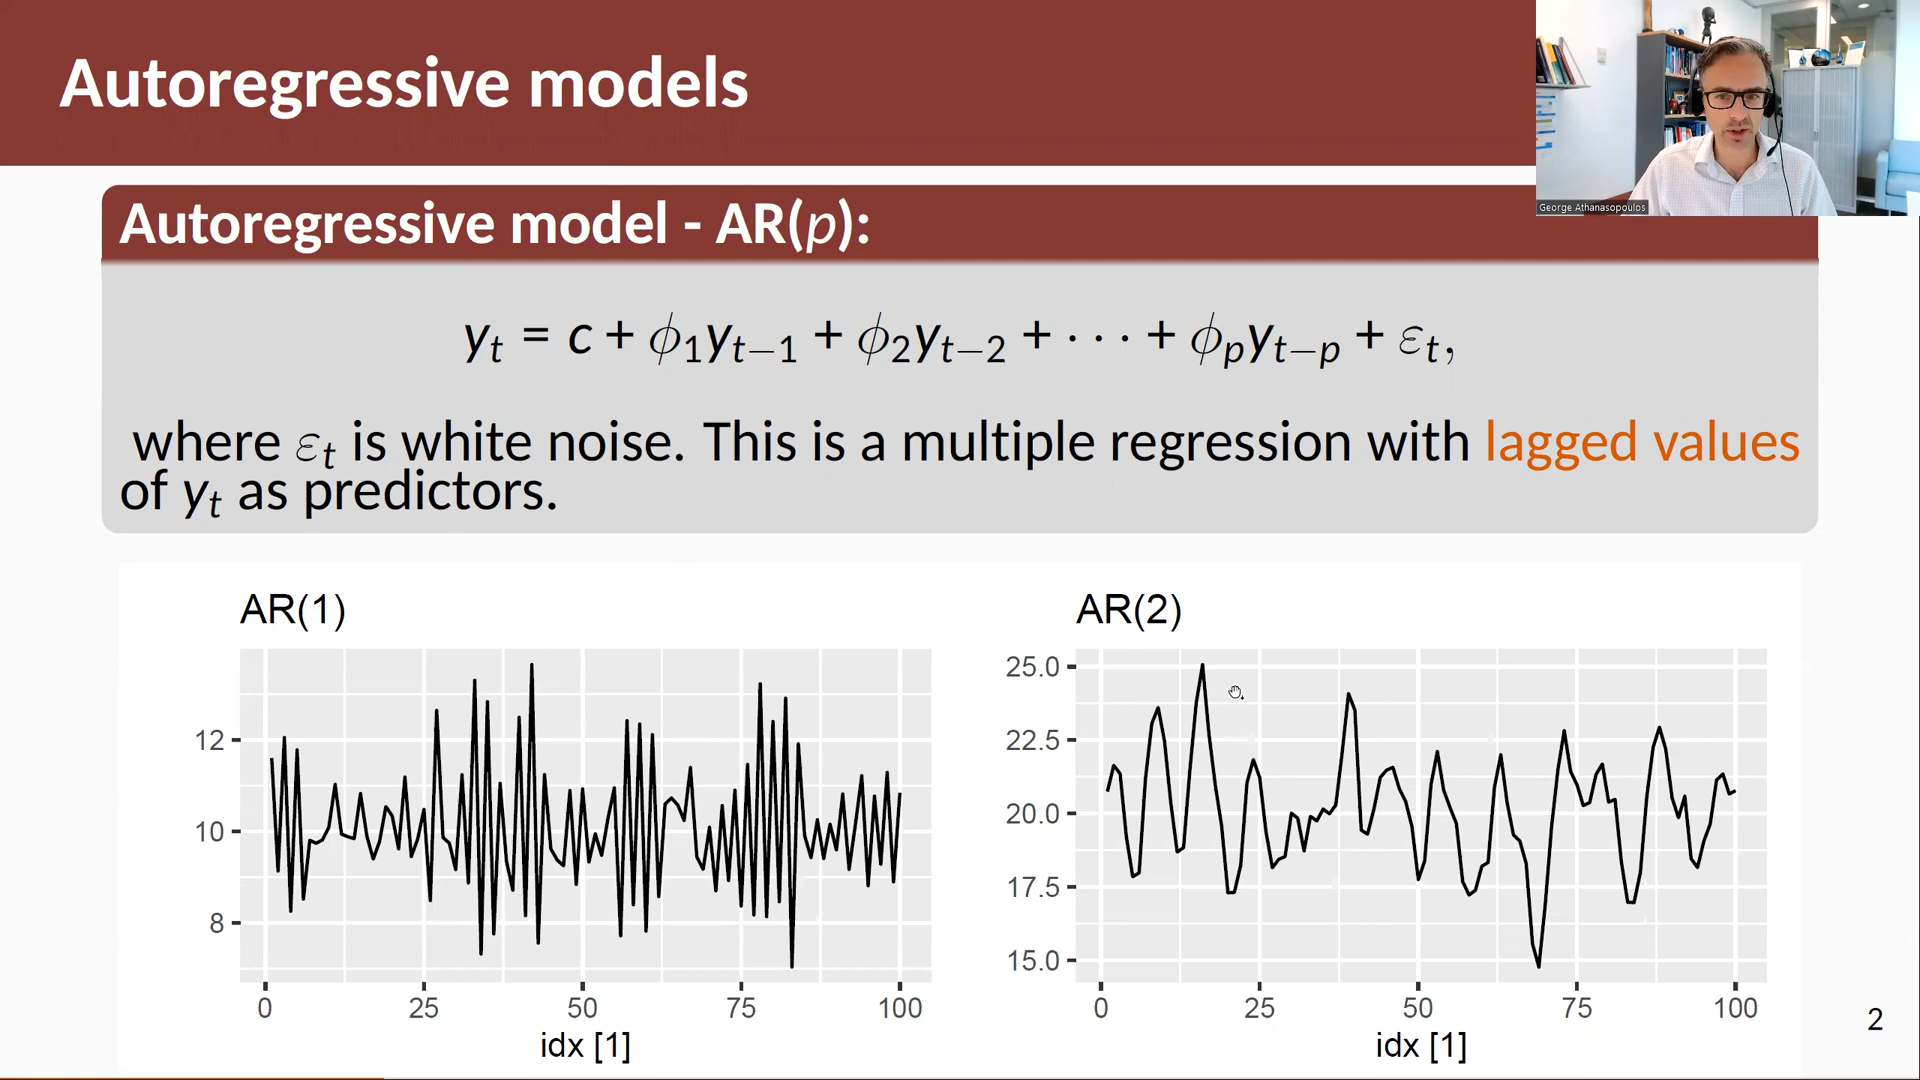 Autoregressive models
George Athanasopoulos
Autoregressive model - AR(p):
yₜ = c + ϕ₁yₜ₋₁ + ϕ₂yₜ₋₂ + · · · + ϕₚyₜ₋ₚ + εₜ,
where εₜ is white noise. This is a multiple regression with lagged values
of yₜ as predictors.
AR(1)
12
10
8
0 25 50 75 100
idx [1]
AR(2)
25.0
22.5
20.0
17.5
15.0
0 25 50 75 100
idx [1]
2